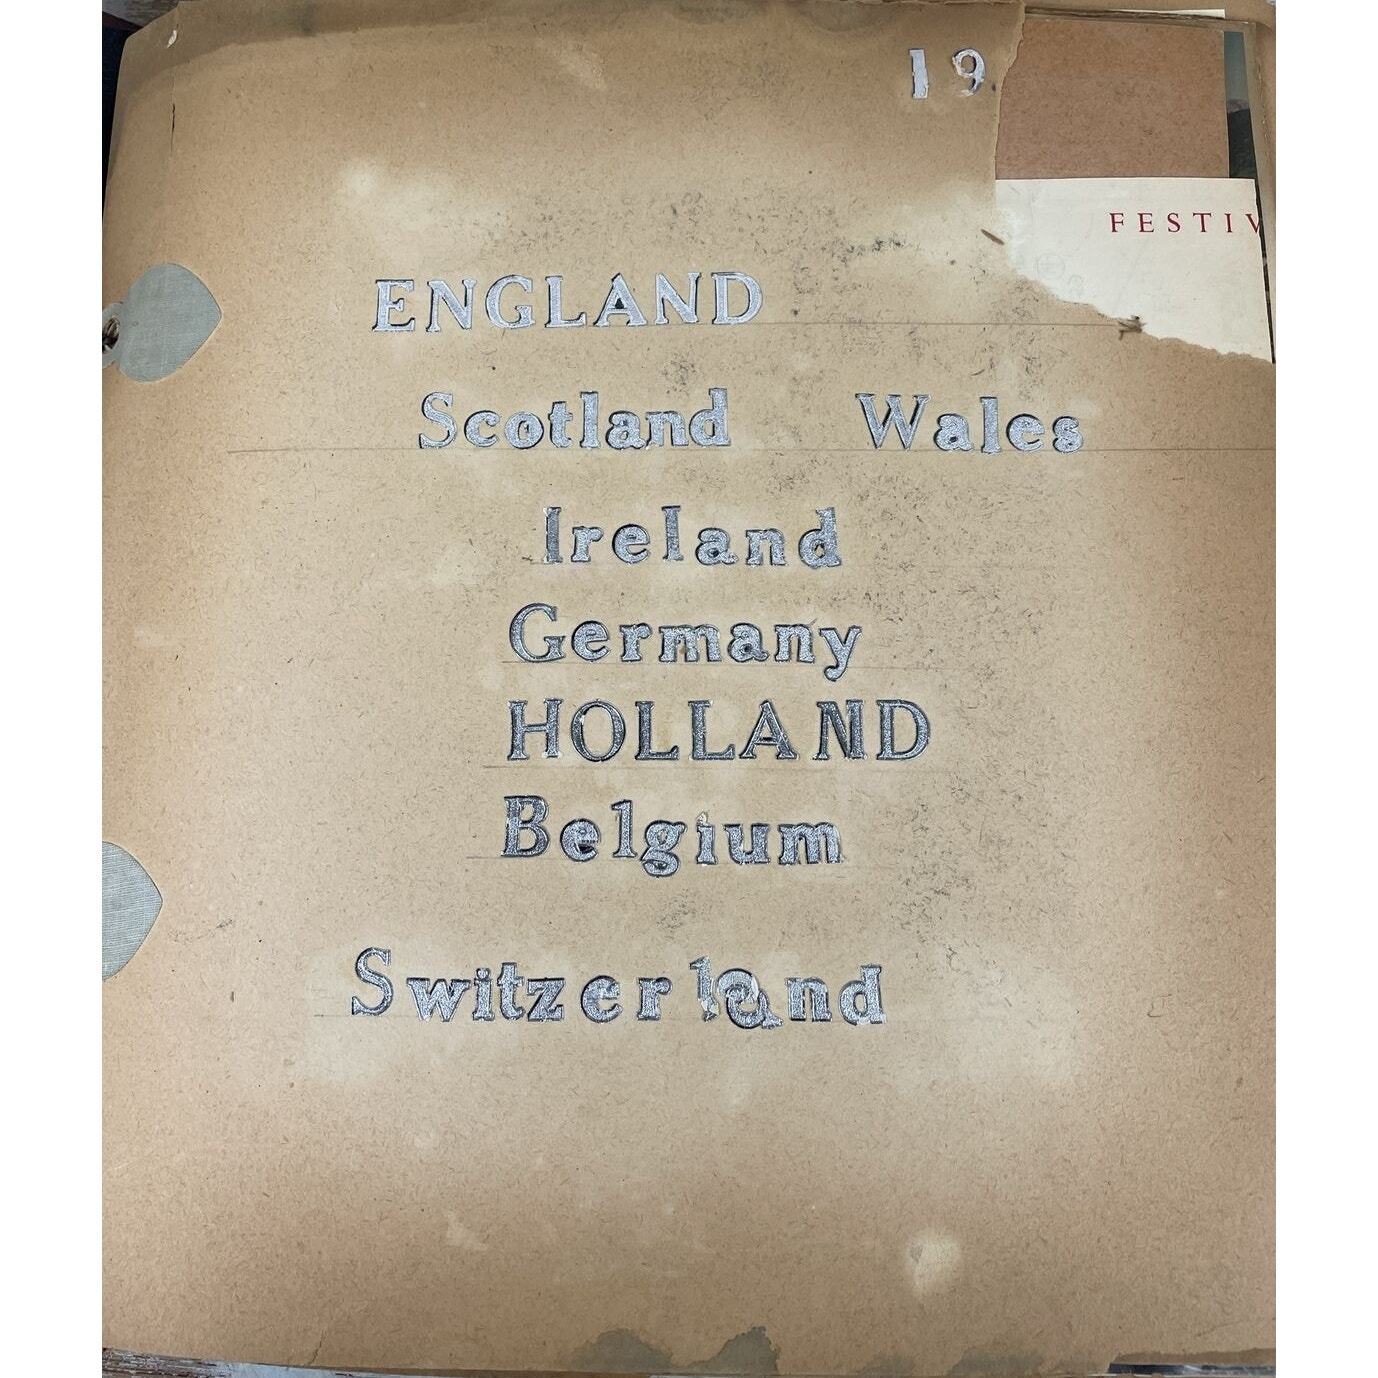 19
FESTIV
ENGLAND
Scotland Wales
Ireland
Germany
HOLLAND
Belgium
Switzerland